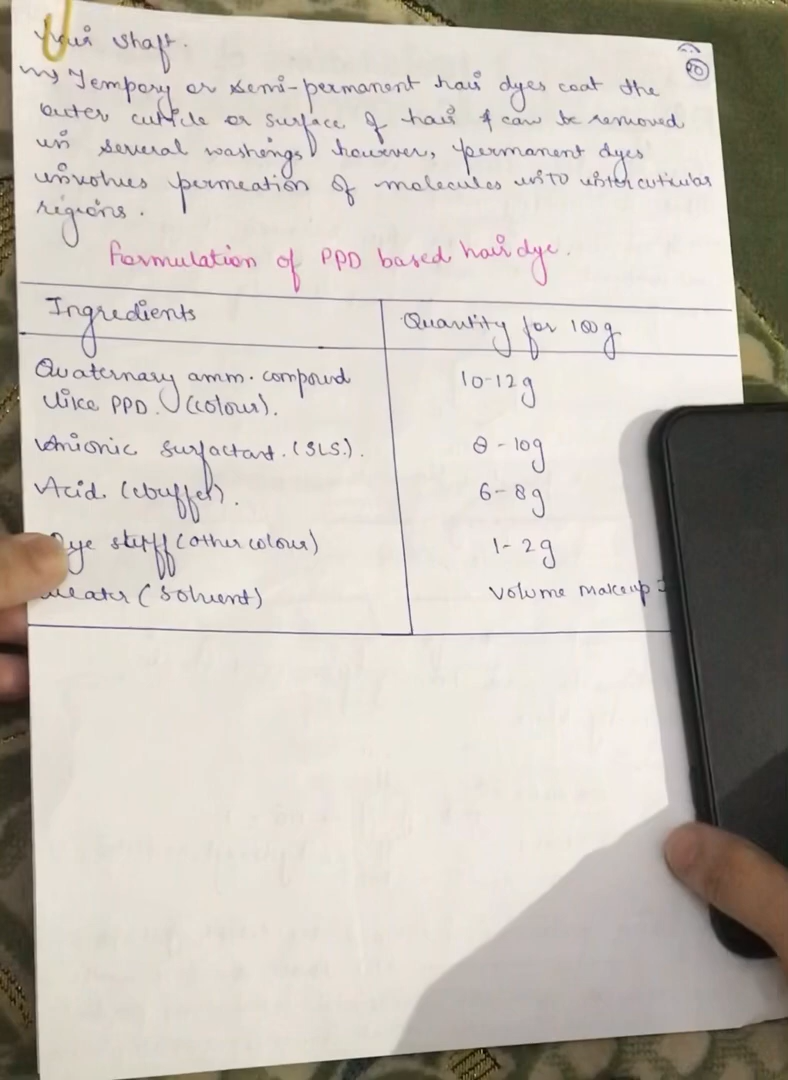 hair shaft.
10
Tempory or semi-permanent hair dyes coat the
outer cuticle or surface of hair & can be removed
in several washings however, permanent dyes
involves permeation of molecules into intercuticular
regions.
Formulation of PPD based hair dye.
Ingredients
Quantity for 100g
Quaternary amm. compound
like PPD. (colour).
10-12g
Anionic surfactant. (SLS.).
8-10g
Acid (buffer).
6-8g
Dye stuff (other colour)
1-2g
Water (solvent)
Volume makeup